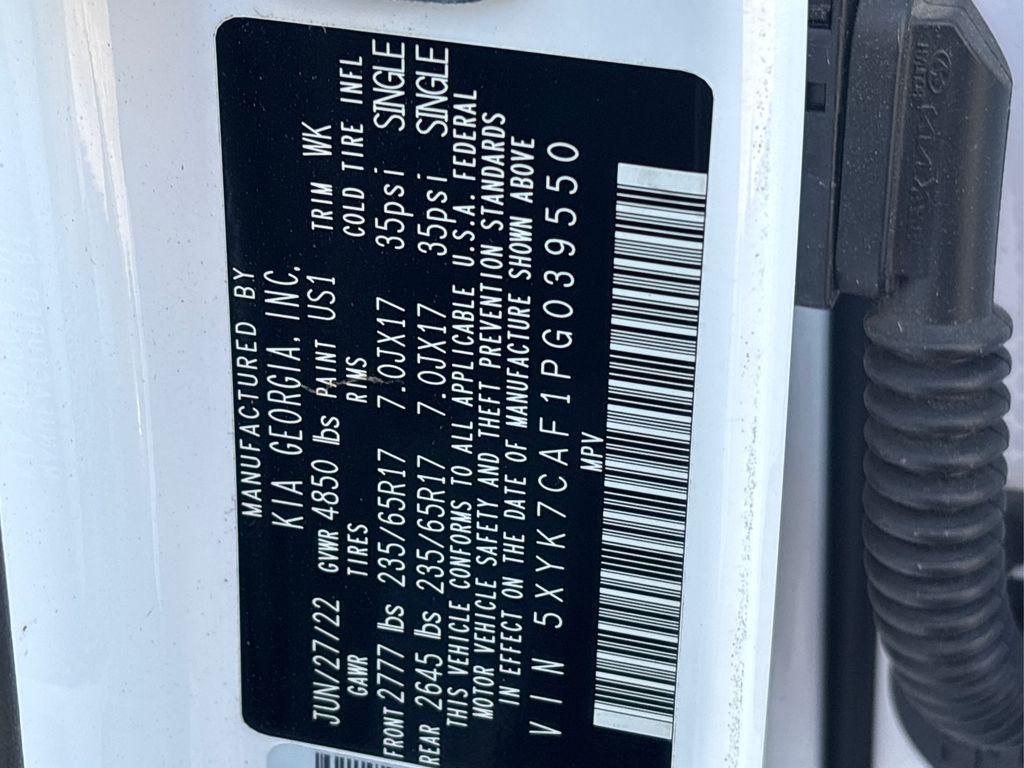 MANUFACTURED BY
KIA GEORGIA, INC.
JUN/27/22 GVWR 4850 lbs PAINT US1 TRIM WK
GAWR TIRES RIMS COLD TIRE INFL
FRONT 2777 lbs 235/65R17 7.0JX17 35psi SINGLE
REAR 2645 lbs 235/65R17 7.0JX17 35psi SINGLE
THIS VEHICLE CONFORMS TO ALL APPLICABLE U.S.A. FEDERAL
MOTOR VEHICLE SAFETY AND THEFT PREVENTION STANDARDS
IN EFFECT ON THE DATE OF MANUFACTURE SHOWN ABOVE
VIN 5XYK7CAF1PG039550
MPV